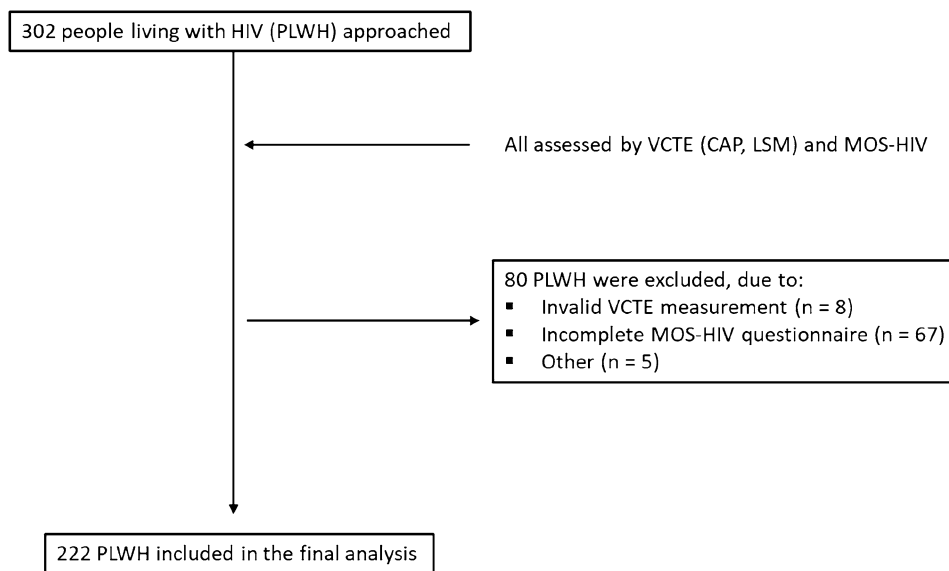 302 people living with HIV (PLWH) approached
All assessed by VCTE (CAP, LSM) and MOS-HIV
80 PLWH were excluded, due to:
▪ Invalid VCTE measurement (n = 8)
▪ Incomplete MOS-HIV questionnaire (n = 67)
▪ Other (n = 5)
222 PLWH included in the final analysis